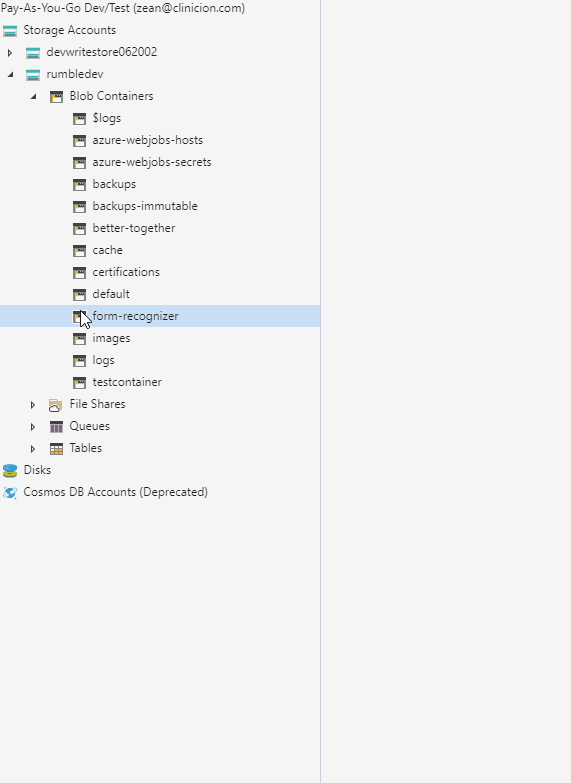 Pay-As-You-Go Dev/Test (zean@clinicion.com)
Storage Accounts
devwritestore062002
rumbledev
Blob Containers
$logs
azure-webjobs-hosts
azure-webjobs-secrets
backups
backups-immutable
better-together
cache
certifications
default
form-recognizer
images
logs
testcontainer
File Shares
Queues
Tables
Disks
Cosmos DB Accounts (Deprecated)